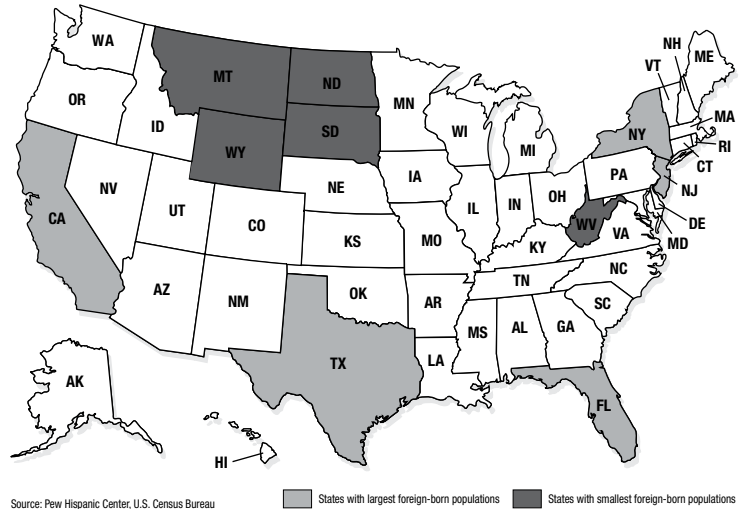 WA
OR
ID
MT
ND
SD
WY
MN
WI
MI
NY
VT
NH
ME
MA
RI
CT
NJ
PA
DE
MD
CA
NV
UT
CO
NE
IA
IL
IN
OH
WV
VA
KS
MO
KY
NC
AZ
NM
OK
AR
TN
SC
MS
AL
GA
TX
LA
FL
AK
HI
Source: Pew Hispanic Center, U.S. Census Bureau
States with largest foreign-born populations
States with smallest foreign-born populations